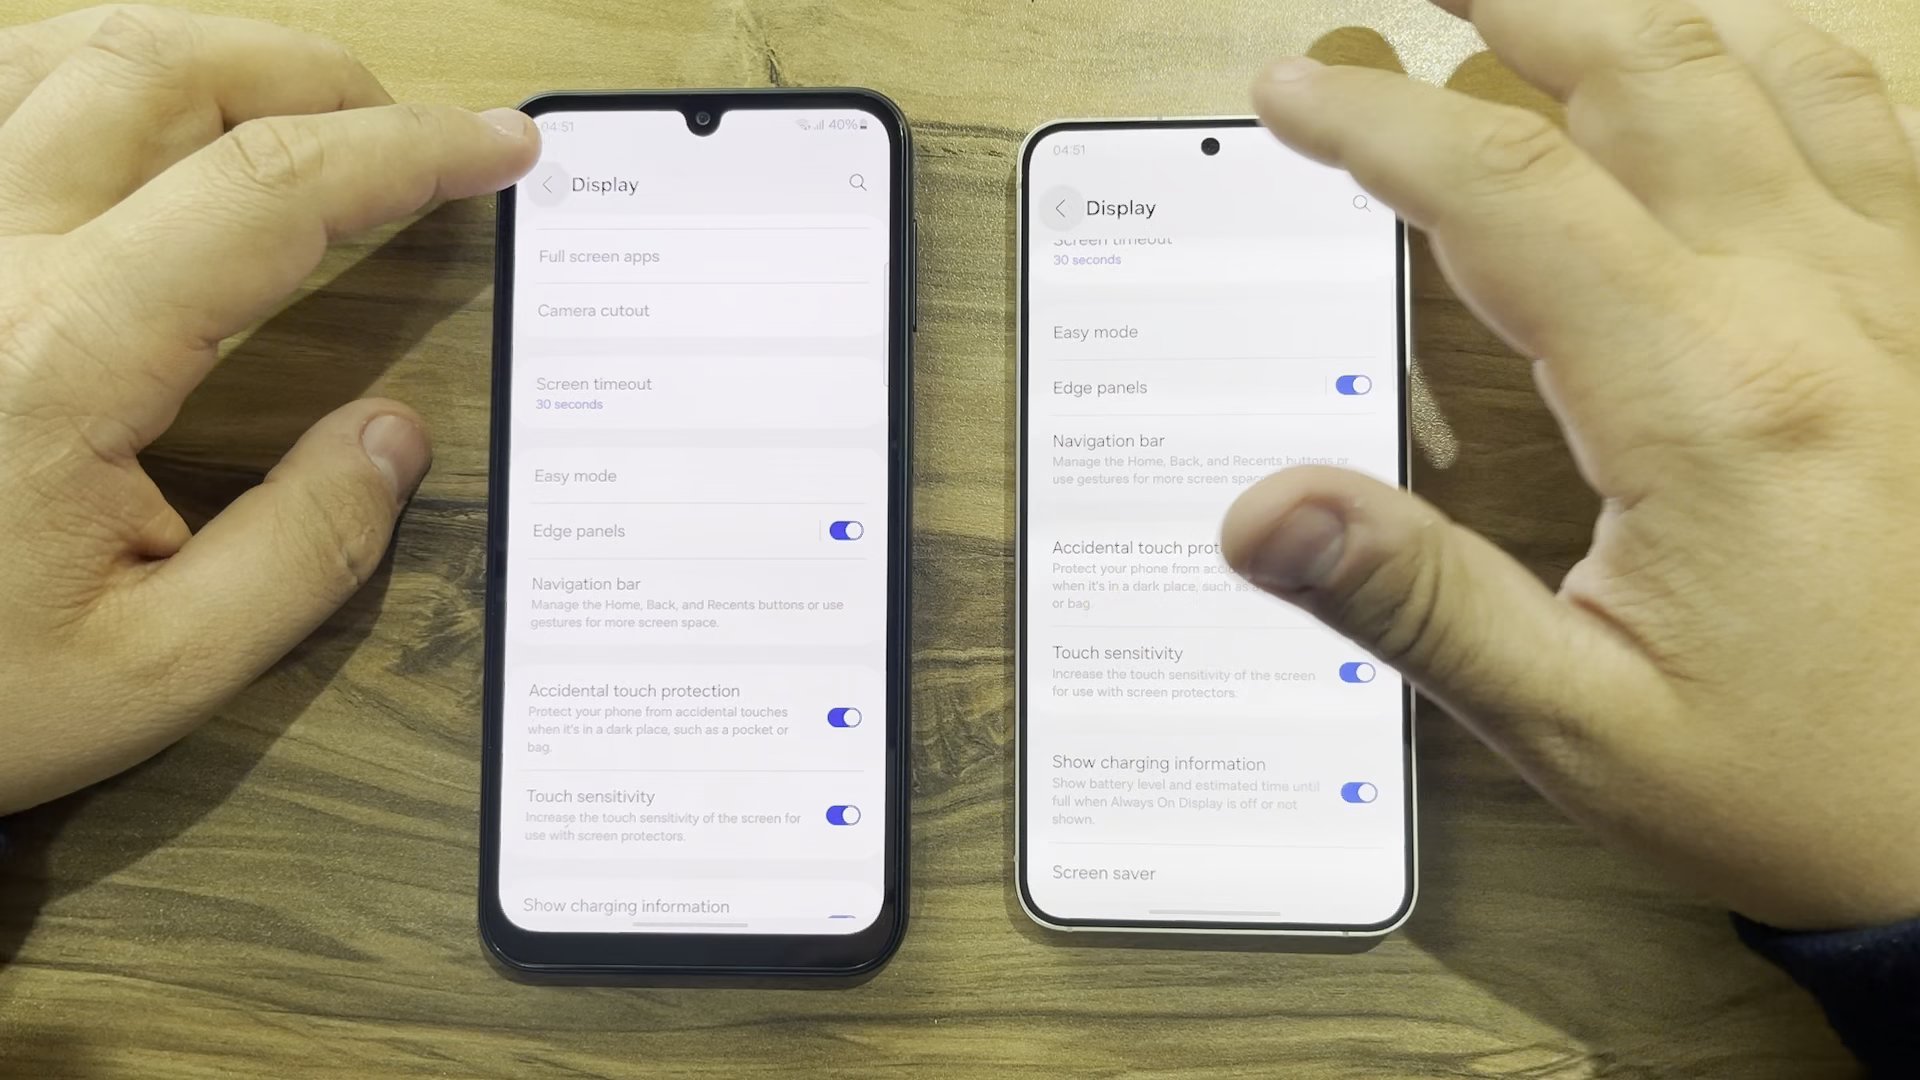 04:51
40%
Display
Full screen apps
Camera cutout
Screen timeout
30 seconds
Easy mode
Edge panels
Navigation bar
Manage the Home, Back, and Recents buttons or use
gestures for more screen space.
Accidental touch protection
Protect your phone from accidental touches
when it's in a dark place, such as a pocket or
bag.
Touch sensitivity
Increase the touch sensitivity of the screen for
use with screen protectors.
Show charging information
04:51
Display
Screen timeout
30 seconds
Easy mode
Edge panels
Navigation bar
Manage the Home, Back, and Recents buttons or
use gestures for more screen space
Accidental touch
Protect your phone from
when it's in a dark place, such as
or bag.
Touch sensitivity
Increase the touch sensitivity of the screen
for use with screen protectors.
Show charging information
Show battery level and estimated time until
full when Always On Display is off or not
shown.
Screen saver